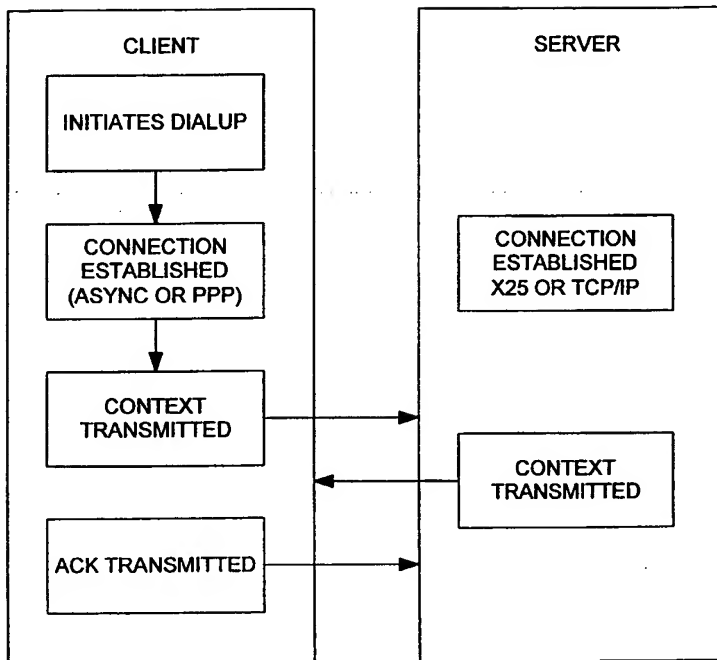 CLIENT
INITIATES DIALUP
CONNECTION
ESTABLISHED
(ASYNC OR PPP)
CONTEXT
TRANSMITTED
ACK TRANSMITTED
SERVER
CONNECTION
ESTABLISHED
X25 OR TCP/IP
CONTEXT
TRANSMITTED